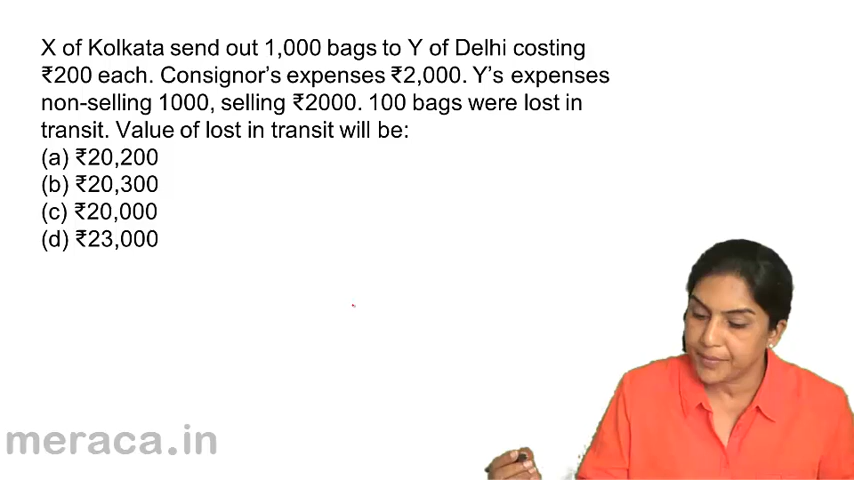 X of Kolkata send out 1,000 bags to Y of Delhi costing
₹200 each. Consignor’s expenses ₹2,000. Y’s expenses
non-selling 1000, selling ₹2000. 100 bags were lost in
transit. Value of lost in transit will be:
(a) ₹20,200
(b) ₹20,300
(c) ₹20,000
(d) ₹23,000
meraca.in